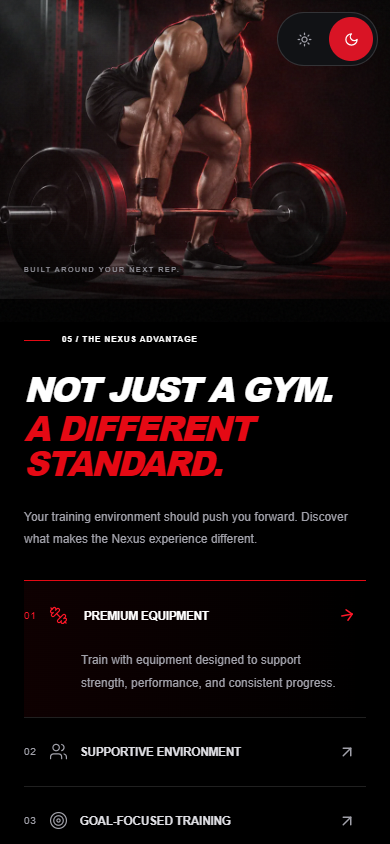 BUILT AROUND YOUR NEXT REP.
05 / THE NEXUS ADVANTAGE
NOT JUST A GYM.
A DIFFERENT
STANDARD.
Your training environment should push you forward. Discover
what makes the Nexus experience different.
01 PREMIUM EQUIPMENT
Train with equipment designed to support
strength, performance, and consistent progress.
02 SUPPORTIVE ENVIRONMENT
03 GOAL-FOCUSED TRAINING